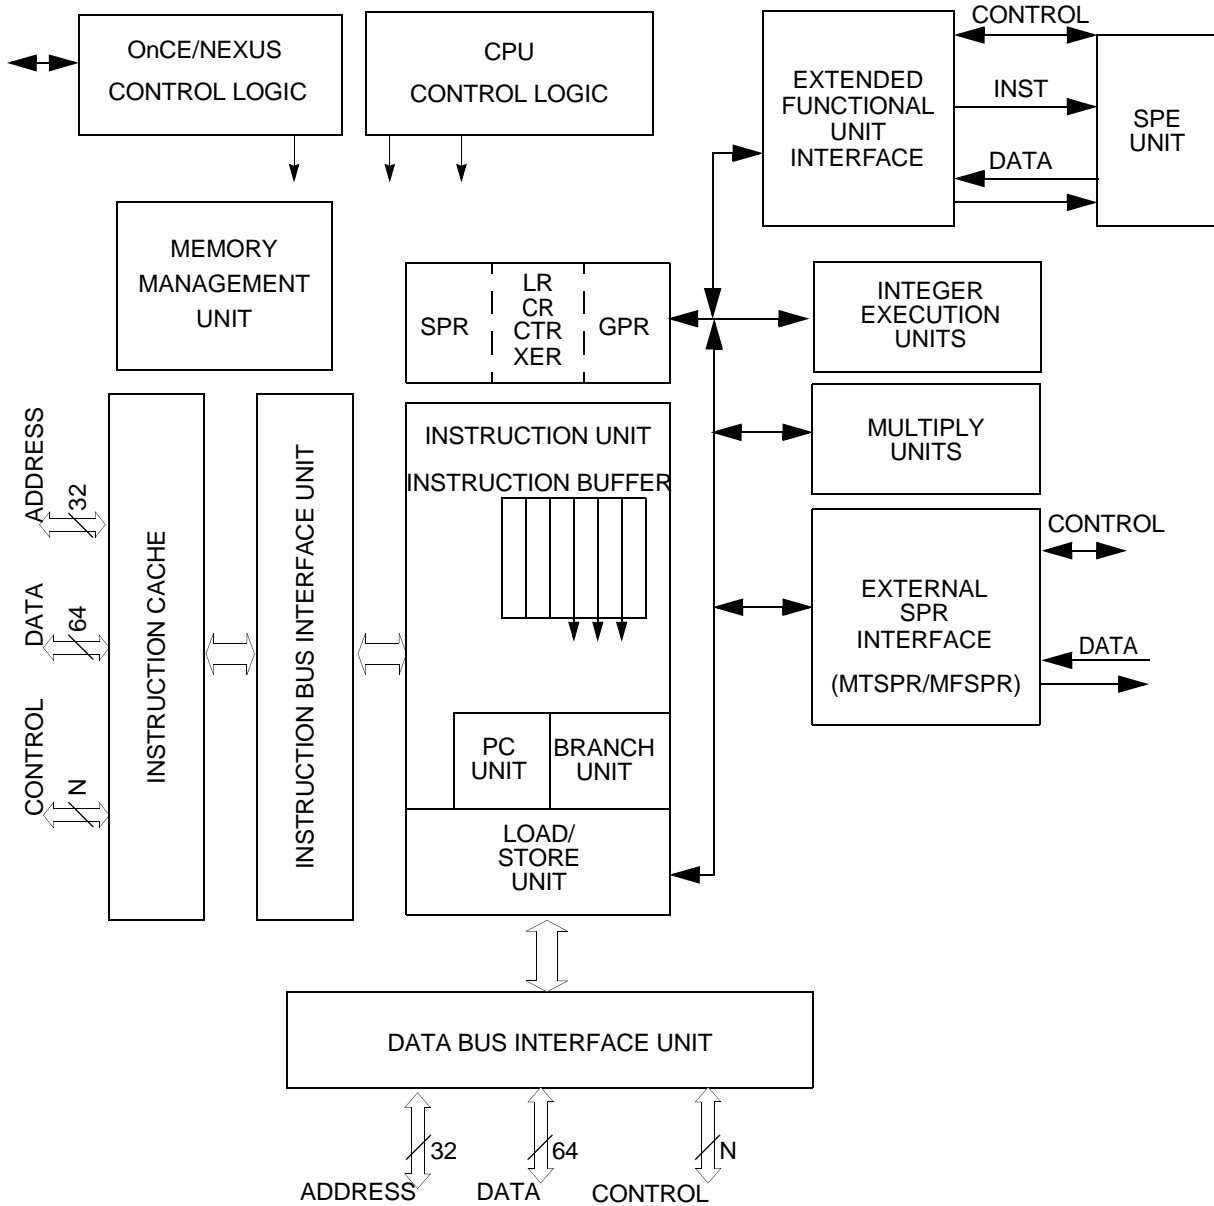 OnCE/NEXUS
CONTROL LOGIC
CPU
CONTROL LOGIC
EXTENDED
FUNCTIONAL
UNIT
INTERFACE
CONTROL
INST
DATA
SPE
UNIT
MEMORY
MANAGEMENT
UNIT
SPR
LR
CR
CTR
XER
GPR
INTEGER
EXECUTION
UNITS
MULTIPLY
UNITS
EXTERNAL
SPR
INTERFACE
(MTSPR/MFSPR)
CONTROL
DATA
ADDRESS
32
DATA
64
CONTROL
N
INSTRUCTION CACHE
INSTRUCTION BUS INTERFACE UNIT
INSTRUCTION UNIT
INSTRUCTION BUFFER
PC
UNIT
BRANCH
UNIT
LOAD/
STORE
UNIT
DATA BUS INTERFACE UNIT
32
64
N
ADDRESS
DATA
CONTROL